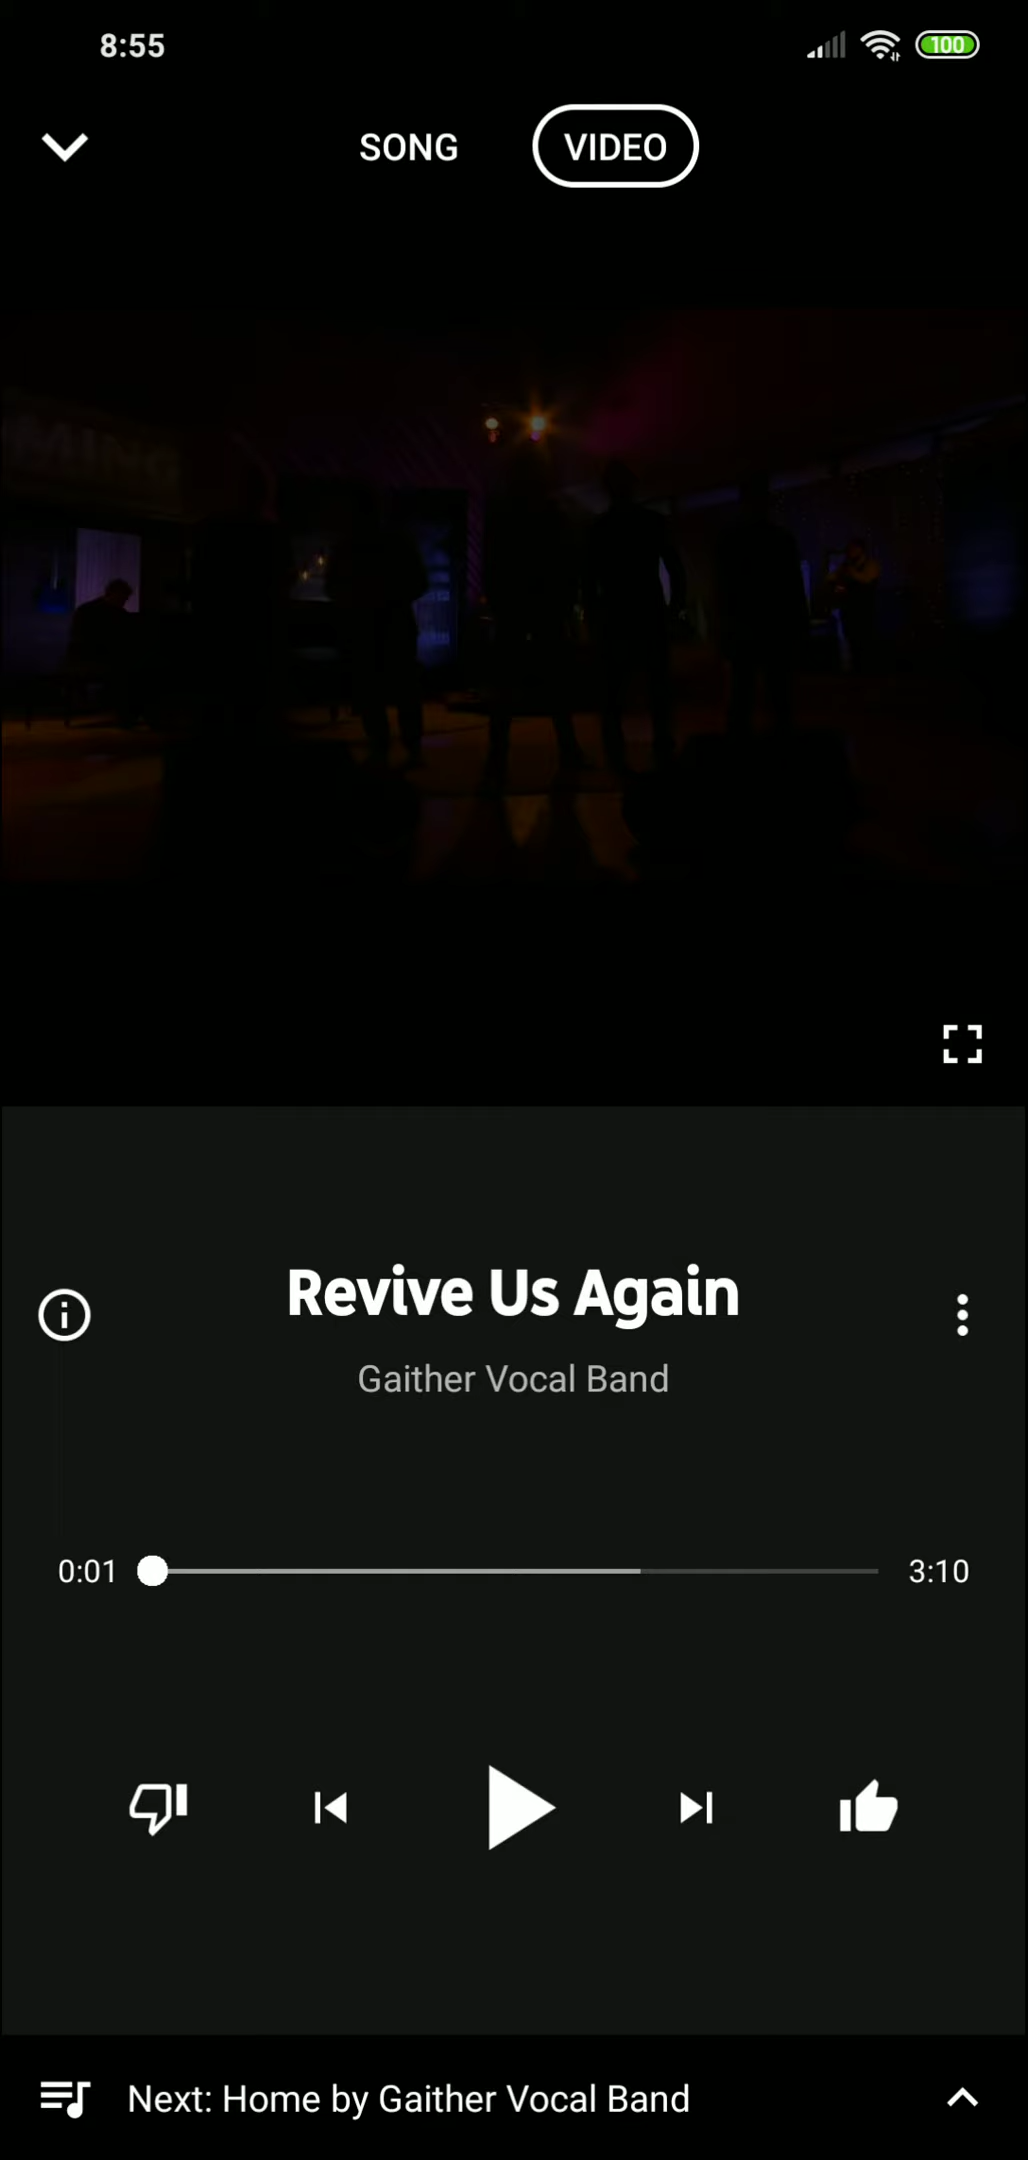 8:55
100
SONG
VIDEO
MING
Revive Us Again
Gaither Vocal Band
0:01
3:10
Next: Home by Gaither Vocal Band